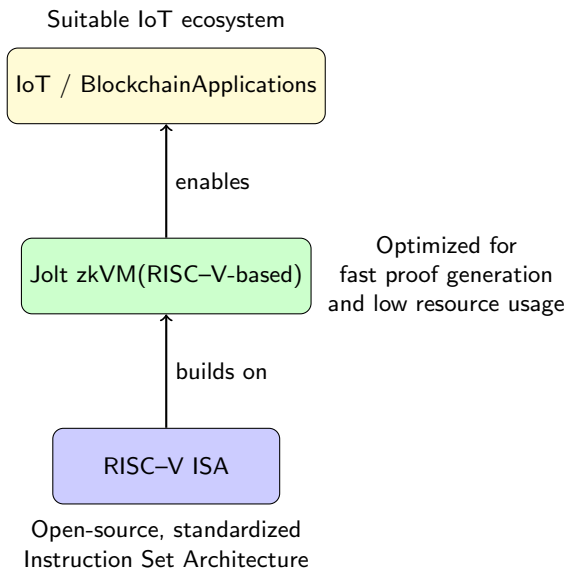 Suitable IoT ecosystem
IoT / BlockchainApplications
enables
Jolt zkVM(RISC–V-based)
Optimized for
fast proof generation
and low resource usage
builds on
RISC–V ISA
Open-source, standardized
Instruction Set Architecture